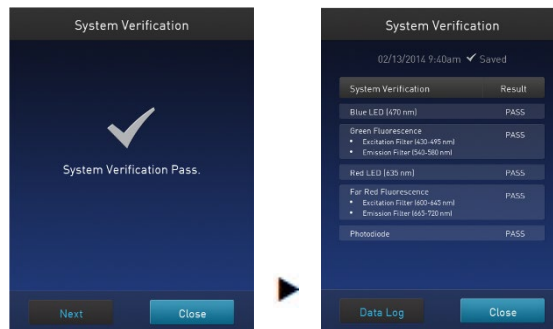 System Verification
System Verification Pass.
Next Close
System Verification
02/13/2014 9:40am ✔ Saved
System Verification Result
Blue LED (470 nm) PASS
Green Fluorescence PASS
• Excitation Filter (430-495 nm)
• Emission Filter (540-580 nm)
Red LED (635 nm) PASS
Far Red Fluorescence PASS
• Excitation Filter (600-645 nm)
• Emission Filter (665-720 nm)
Photodiode PASS
Data Log Close